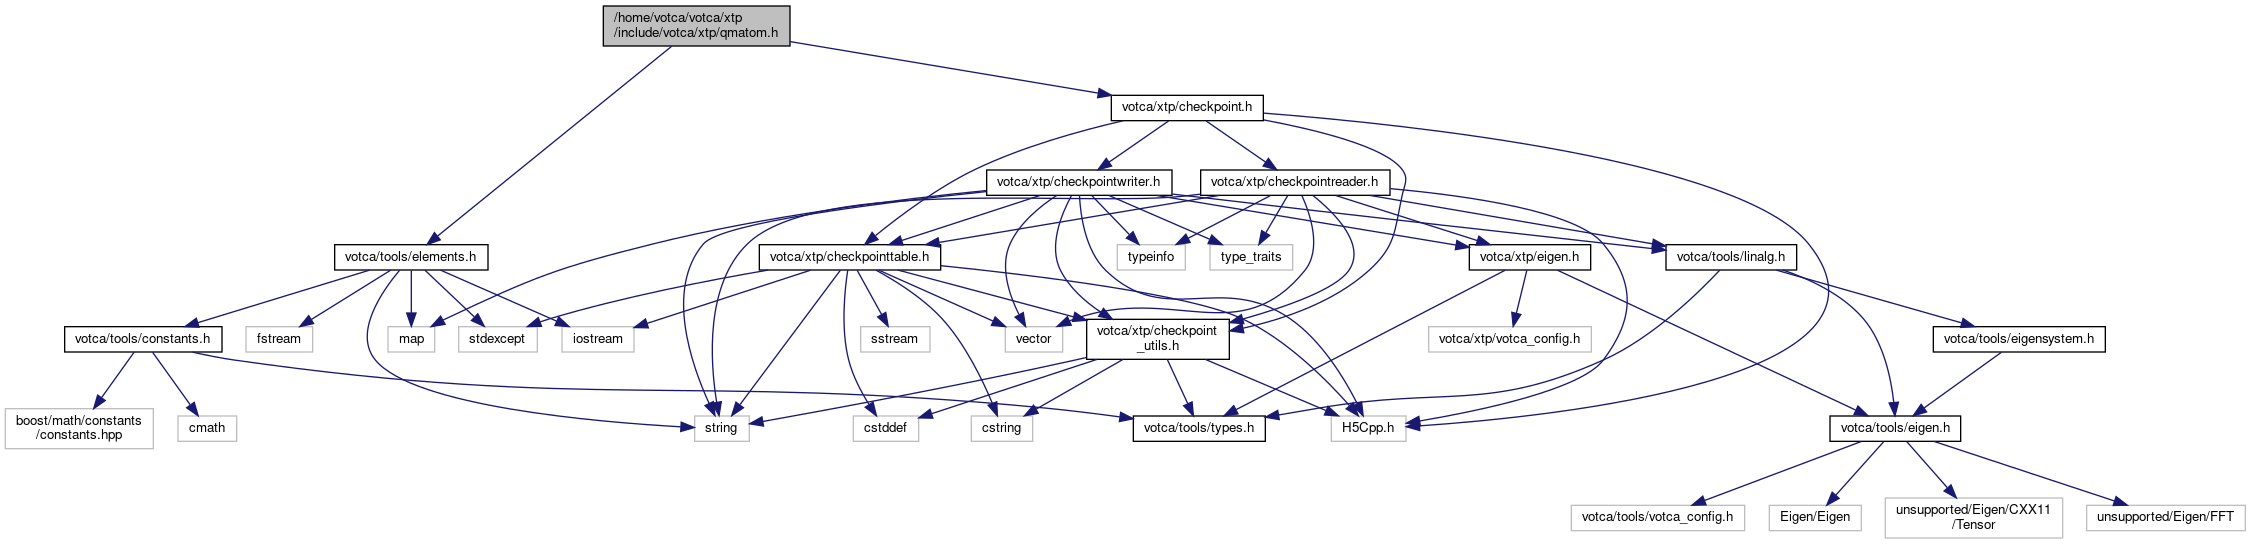 /home/votca/votca/xtp
/include/votca/xtp/qmatom.h
votca/xtp/checkpoint.h
votca/xtp/checkpointwriter.h
votca/xtp/checkpointreader.h
votca/tools/elements.h
votca/xtp/checkpointtable.h
typeinfo
type_traits
votca/xtp/eigen.h
votca/tools/linalg.h
votca/tools/constants.h
fstream
map
stdexcept
iostream
sstream
vector
votca/xtp/checkpoint
_utils.h
votca/xtp/votca_config.h
votca/tools/eigensystem.h
boost/math/constants
/constants.hpp
cmath
string
cstddef
cstring
votca/tools/types.h
H5Cpp.h
votca/tools/eigen.h
votca/tools/votca_config.h
Eigen/Eigen
unsupported/Eigen/CXX11
/Tensor
unsupported/Eigen/FFT